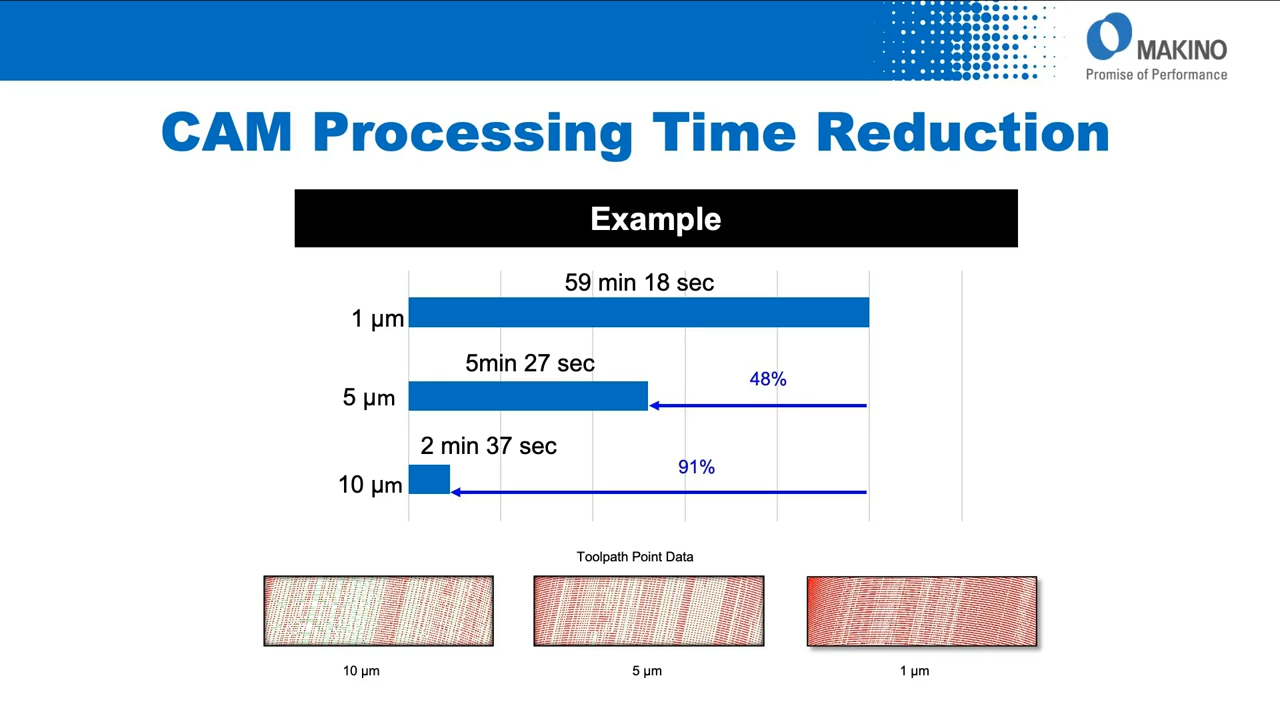 MAKINO
Promise of Performance
CAM Processing Time Reduction
Example
59 min 18 sec
1 µm
5min 27 sec
5 µm
48%
2 min 37 sec
10 µm
91%
Toolpath Point Data
10 µm
5 µm
1 µm